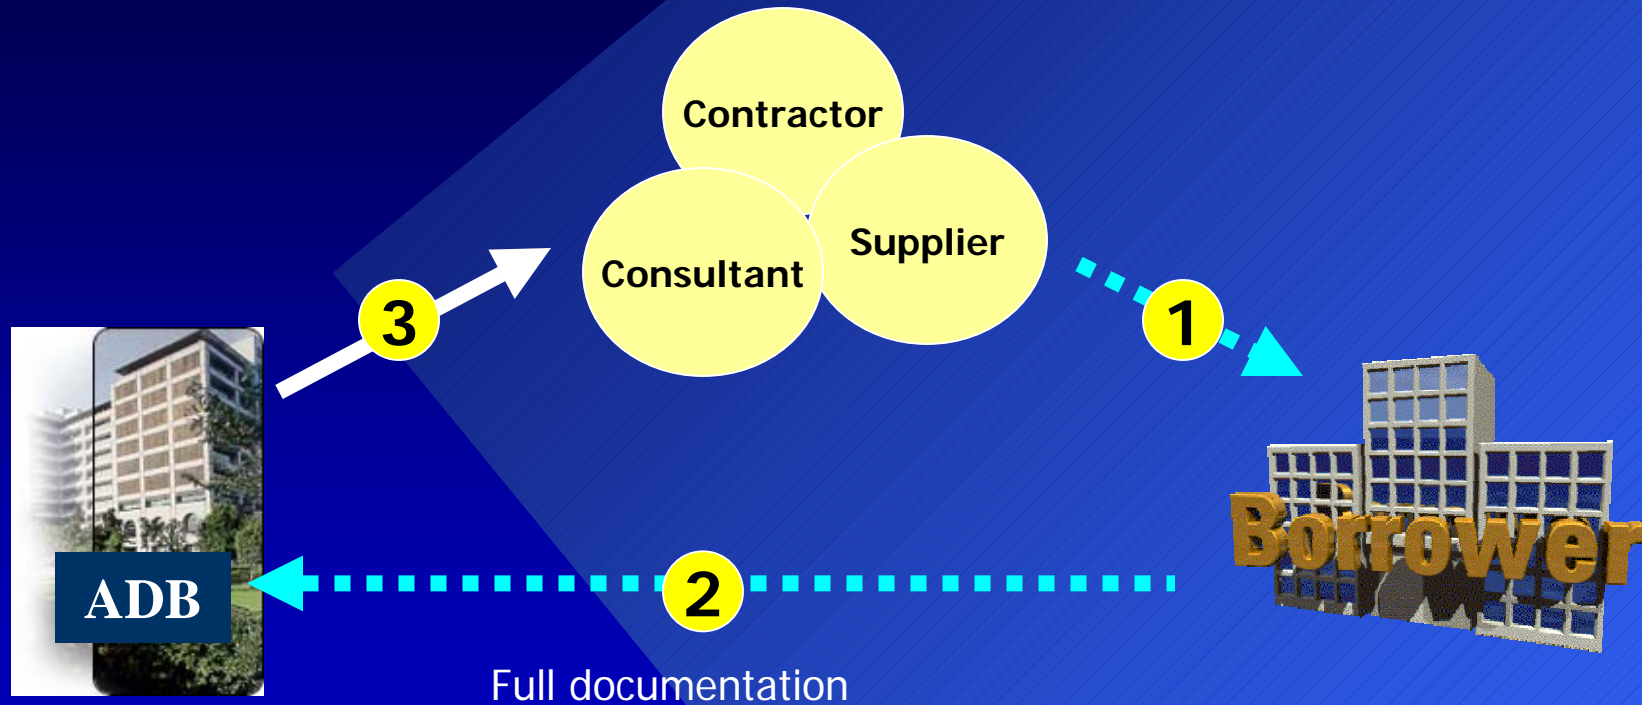 Contractor
Supplier
Consultant
3
1
Borrower
ADB
2
Full documentation